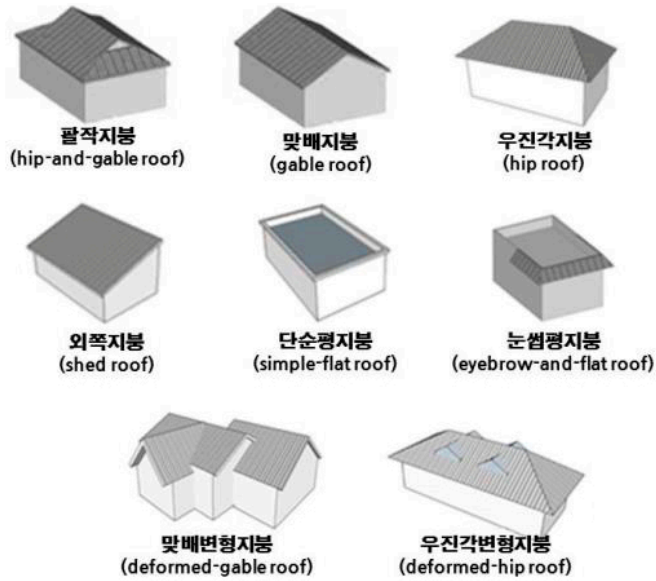 팔작지붕
(hip-and-gable roof)
맞배지붕
(gable roof)
우진각지붕
(hip roof)
외쪽지붕
(shed roof)
단순평지붕
(simple-flat roof)
눈썹평지붕
(eyebrow-and-flat roof)
맞배변형지붕
(deformed-gable roof)
우진각변형지붕
(deformed-hip roof)